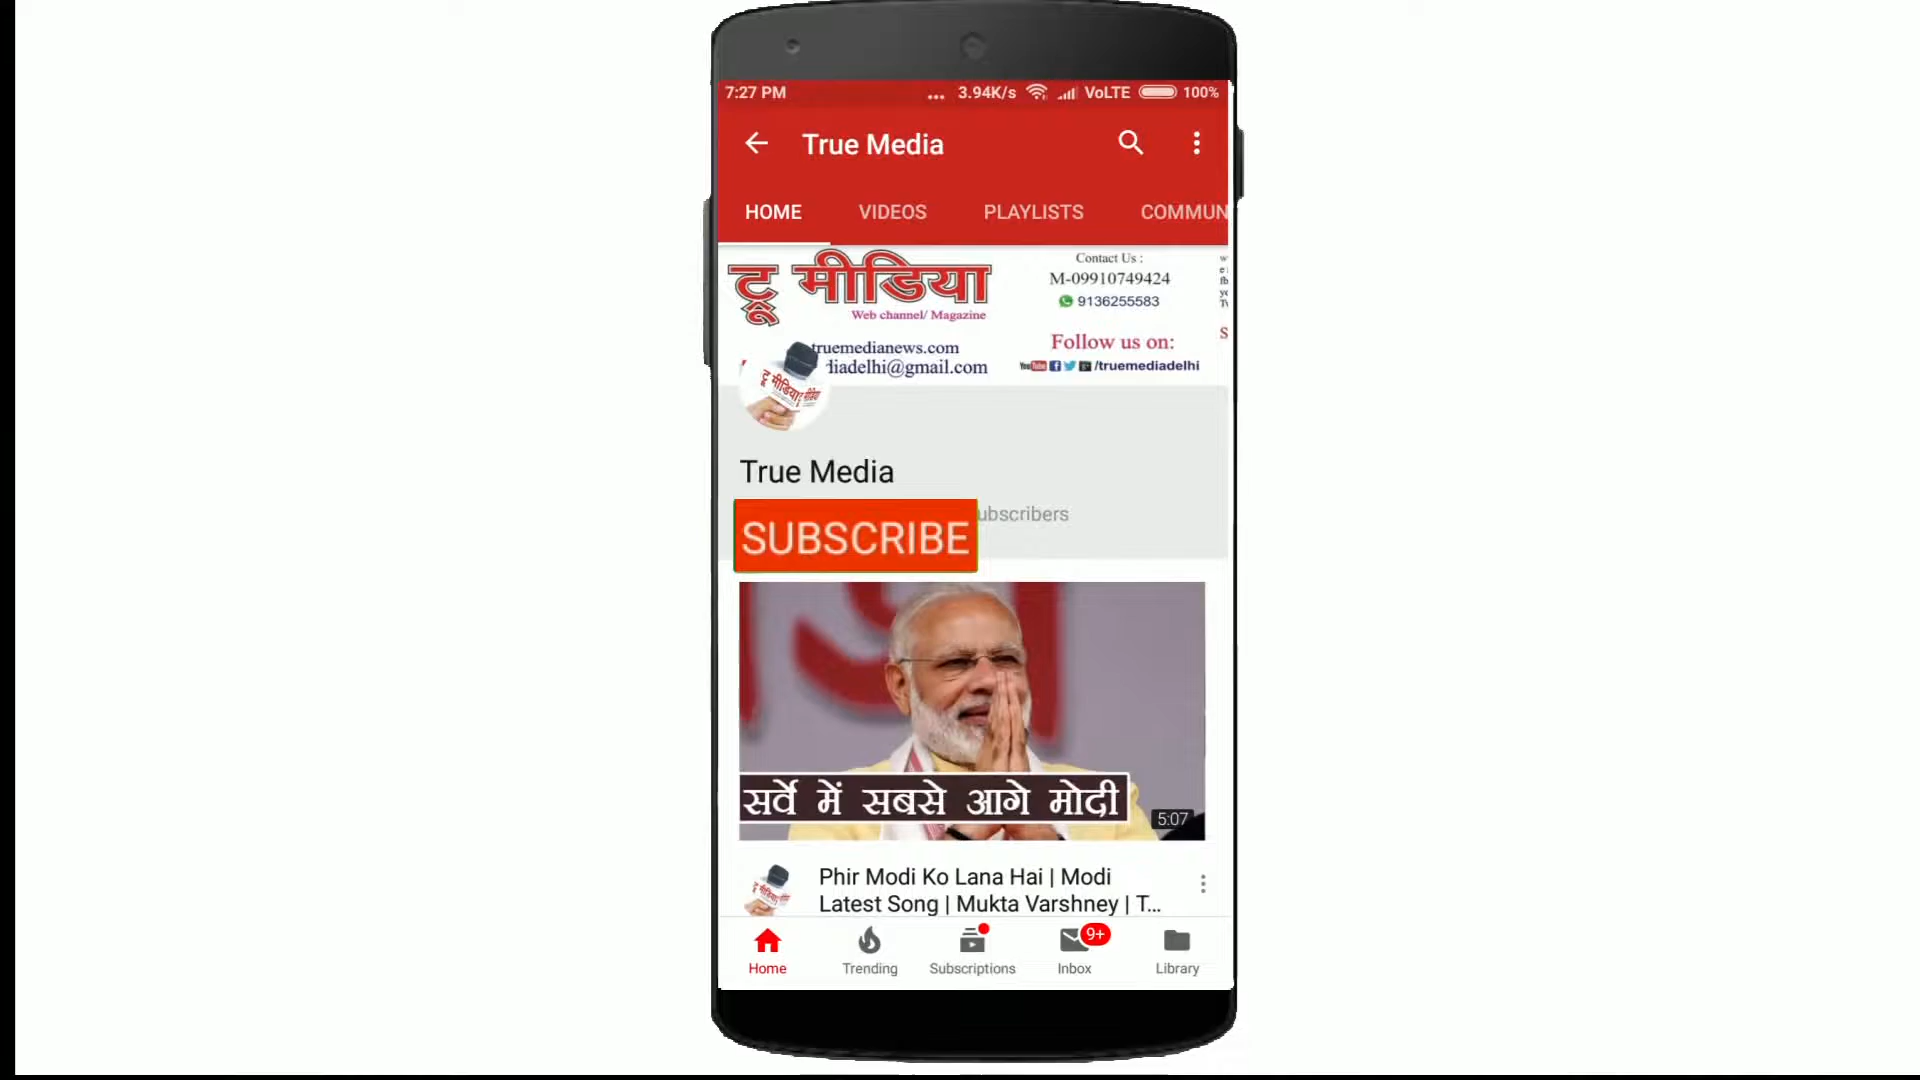 7:27 PM ... 3.94K/s VoLTE 100%
True Media
HOME VIDEOS PLAYLISTS COMMUN
ट्रू मीडिया
Web channel/ Magazine
Contact Us :
M-09910749424
9136255583
truemedianews.com
diadelhi@gmail.com
Follow us on:
/truemediadelhi
True Media
SUBSCRIBE
ubscribers
सर्वे में सबसे आगे मोदी
5:07
Phir Modi Ko Lana Hai | Modi
Latest Song | Mukta Varshney | T...
9+
Home Trending Subscriptions Inbox Library